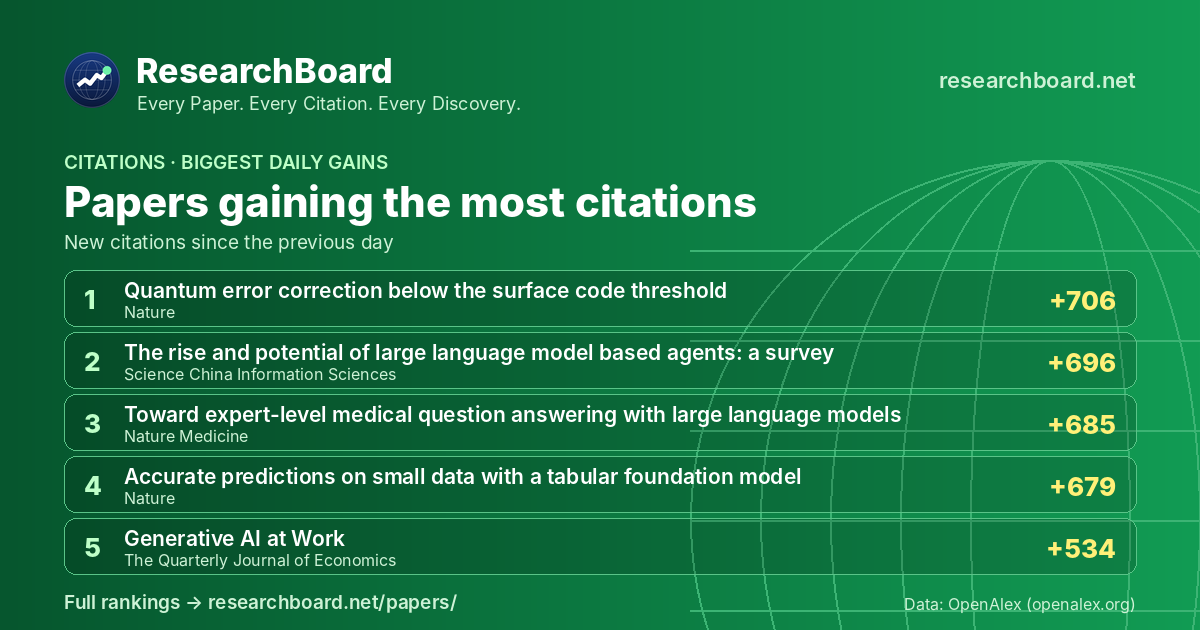 ResearchBoard
Every Paper. Every Citation. Every Discovery.
researchboard.net
CITATIONS · BIGGEST DAILY GAINS
Papers gaining the most citations
New citations since the previous day
1
Quantum error correction below the surface code threshold
Nature
+706
2
The rise and potential of large language model based agents: a survey
Science China Information Sciences
+696
3
Toward expert-level medical question answering with large language models
Nature Medicine
+685
4
Accurate predictions on small data with a tabular foundation model
Nature
+679
5
Generative AI at Work
The Quarterly Journal of Economics
+534
Full rankings → researchboard.net/papers/
Data: OpenAlex (openalex.org)